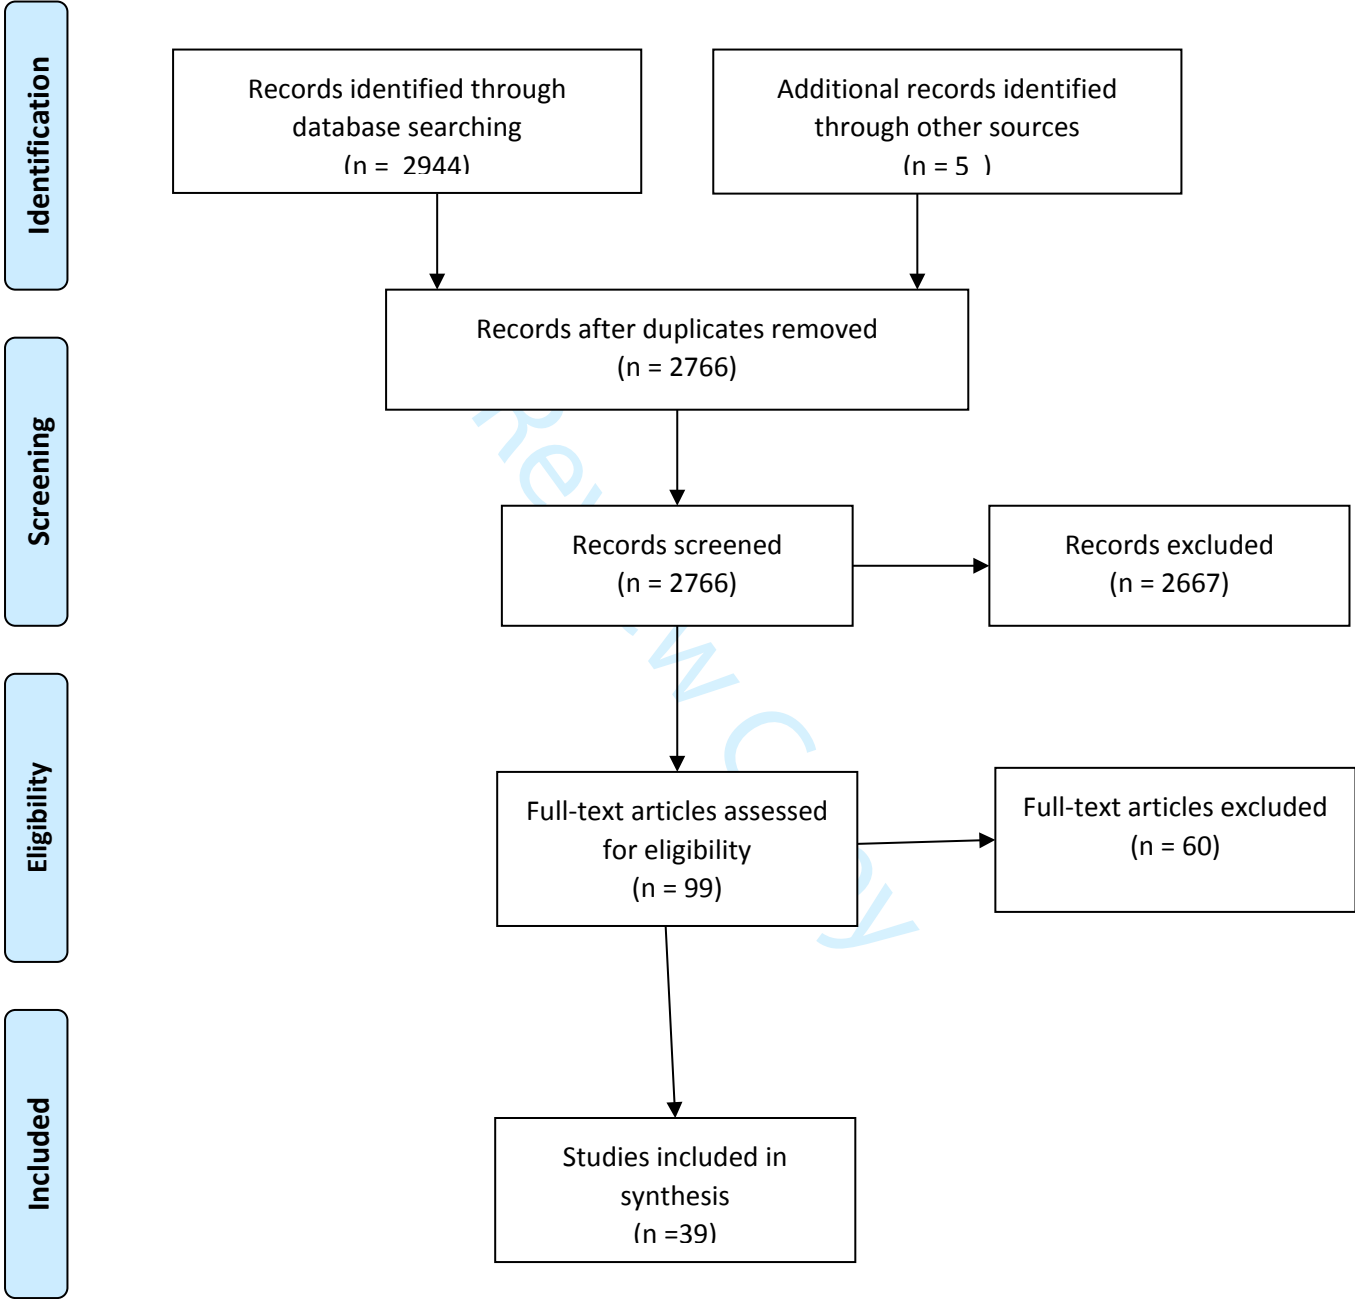 Identification
Records identified through
database searching
(n = 2944)
Additional records identified
through other sources
(n = 5 )
Records after duplicates removed
(n = 2766)
Screening
Records screened
(n = 2766)
Records excluded
(n = 2667)
Eligibility
Full-text articles assessed
for eligibility
(n = 99)
Full-text articles excluded
(n = 60)
Included
Studies included in
synthesis
(n =39)
Review Copy